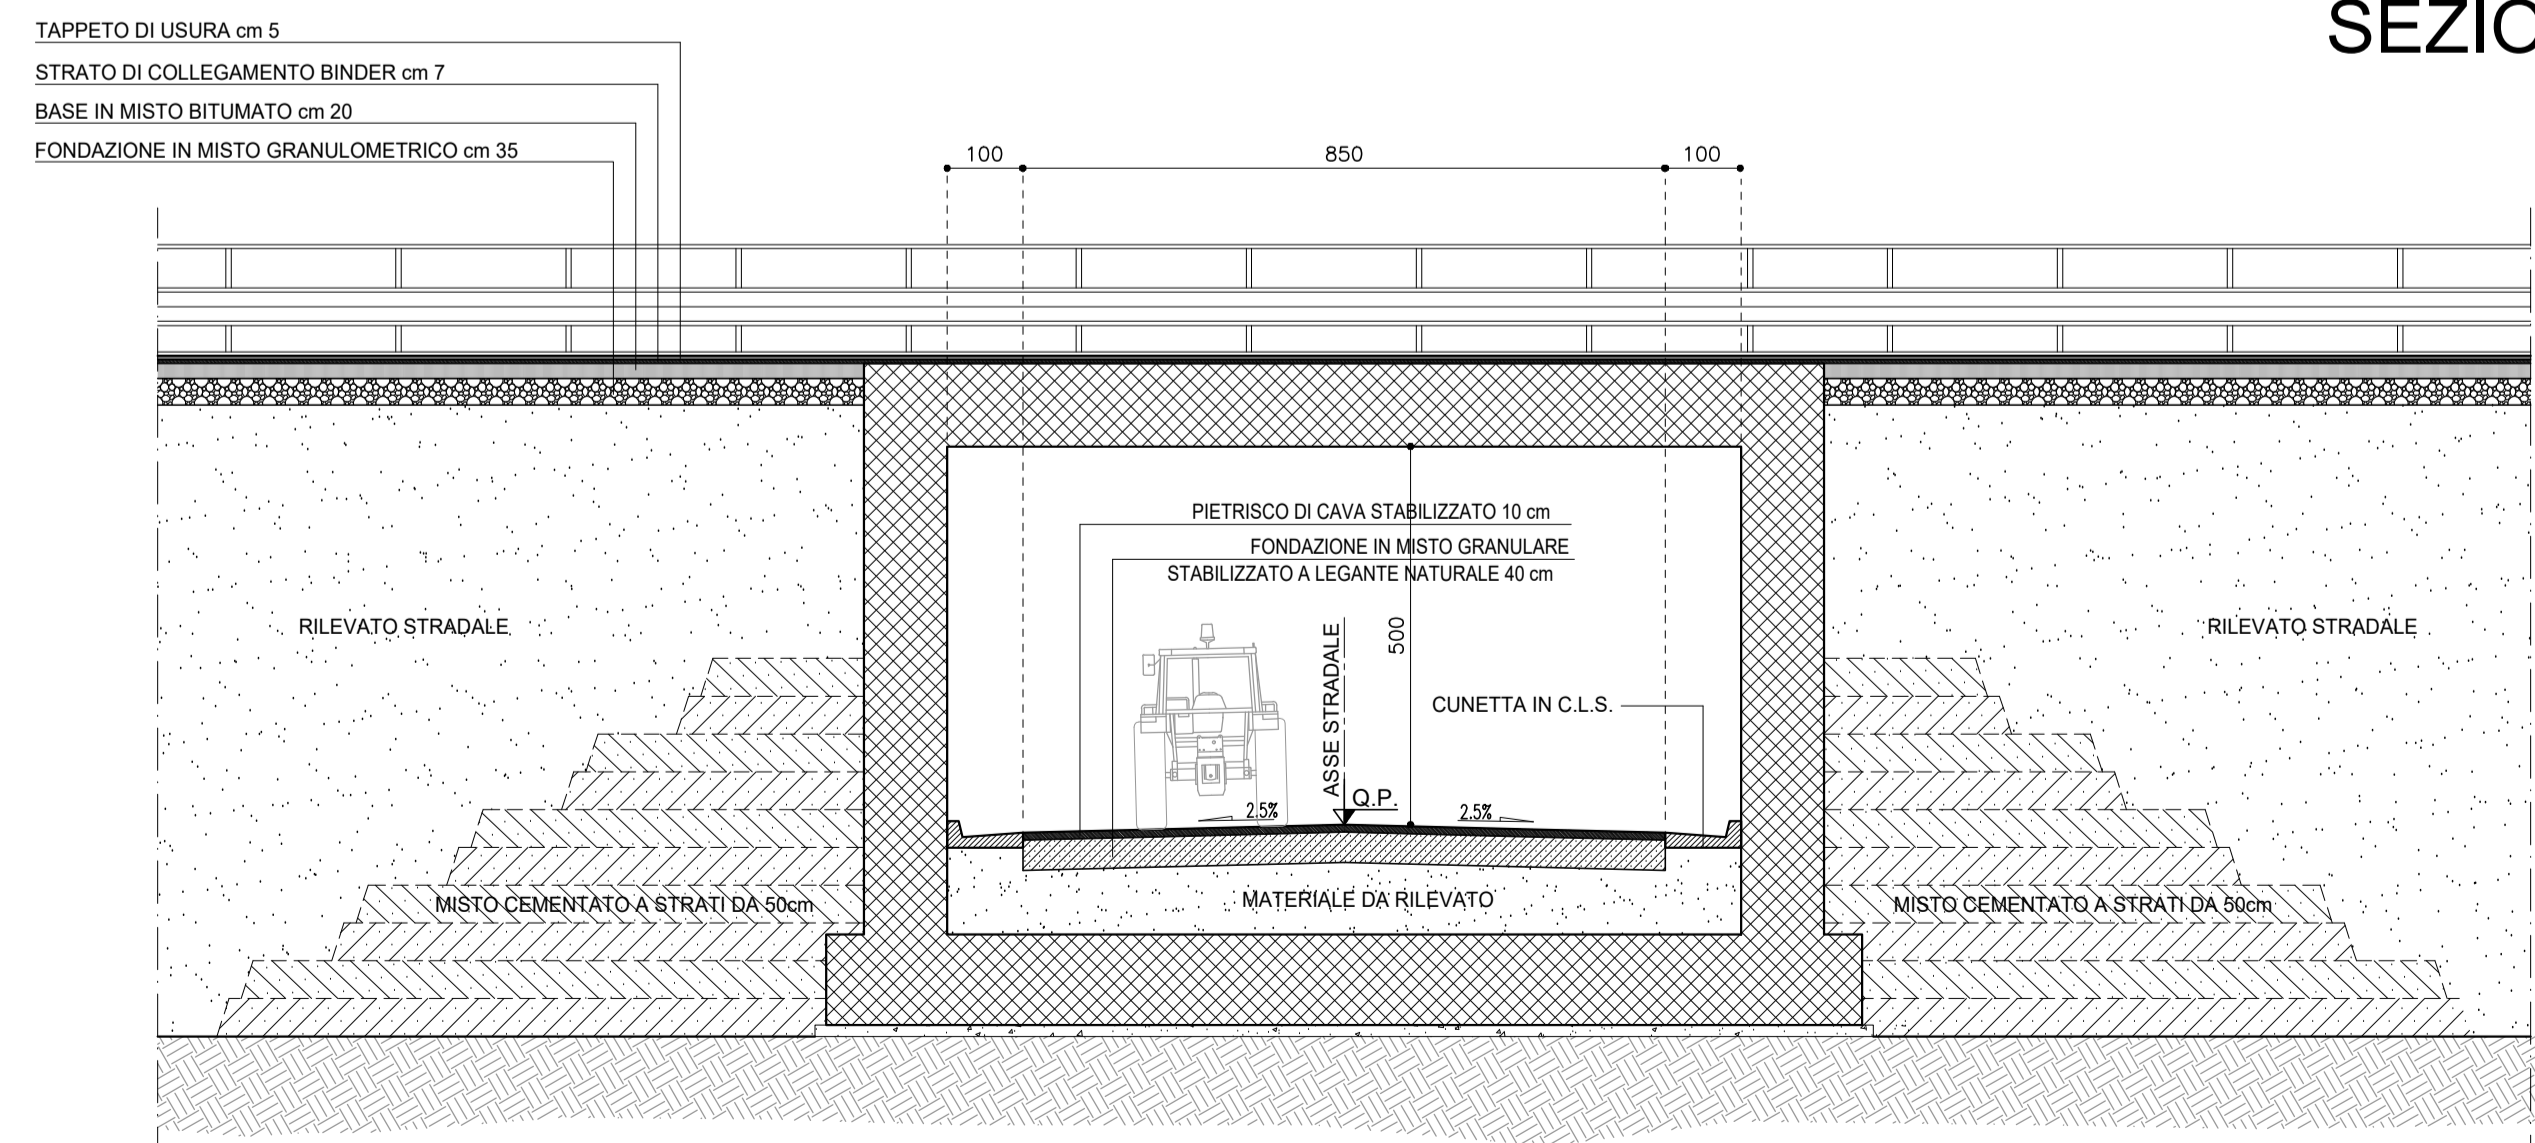 SEZIO
TAPPETO DI USURA cm 5
STRATO DI COLLEGAMENTO BINDER cm 7
BASE IN MISTO BITUMATO cm 20
FONDAZIONE IN MISTO GRANULOMETRICO cm 35
100 850 100
PIETRISCO DI CAVA STABILIZZATO 10 cm
FONDAZIONE IN MISTO GRANULARE
STABILIZZATO A LEGANTE NATURALE 40 cm
RILEVATO STRADALE
RILEVATO STRADALE
500
ASSE STRADALE
CUNETTA IN C.L.S.
Q.P.
2.5%
2.5%
MATERIALE DA RILEVATO
MISTO CEMENTATO A STRATI DA 50cm
MISTO CEMENTATO A STRATI DA 50cm